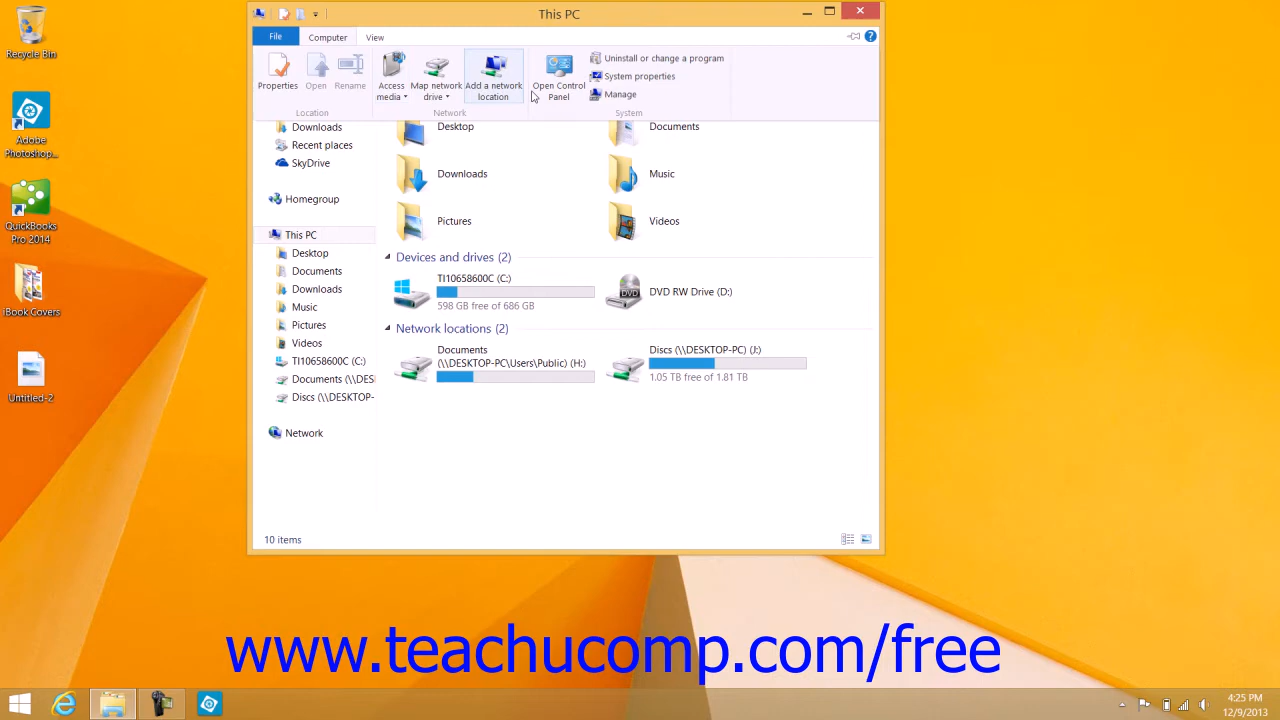 This PC
File
Computer
View
Properties
Open
Rename
Access
media
Map network
drive
Add a network
location
Open Control
Panel
Uninstall or change a program
System properties
Manage
Location
Network
System
Downloads
Recent places
SkyDrive
Homegroup
This PC
Desktop
Documents
Downloads
Music
Pictures
Videos
TI10658600C (C:)
Documents (\\DES
Discs (\\DESKTOP-
Network
Desktop
Documents
Downloads
Music
Pictures
Videos
Devices and drives (2)
TI10658600C (C:)
598 GB free of 686 GB
DVD
DVD RW Drive (D:)
Network locations (2)
Documents
(\\DESKTOP-PC\Users\Public) (H:)
Discs (\\DESKTOP-PC) (J:)
1.05 TB free of 1.81 TB
10 items
Recycle Bin
Adobe
Photoshop...
QuickBooks
Pro 2014
iBook Covers
Untitled-2
www.teachucomp.com/free
4:25 PM
12/9/2013